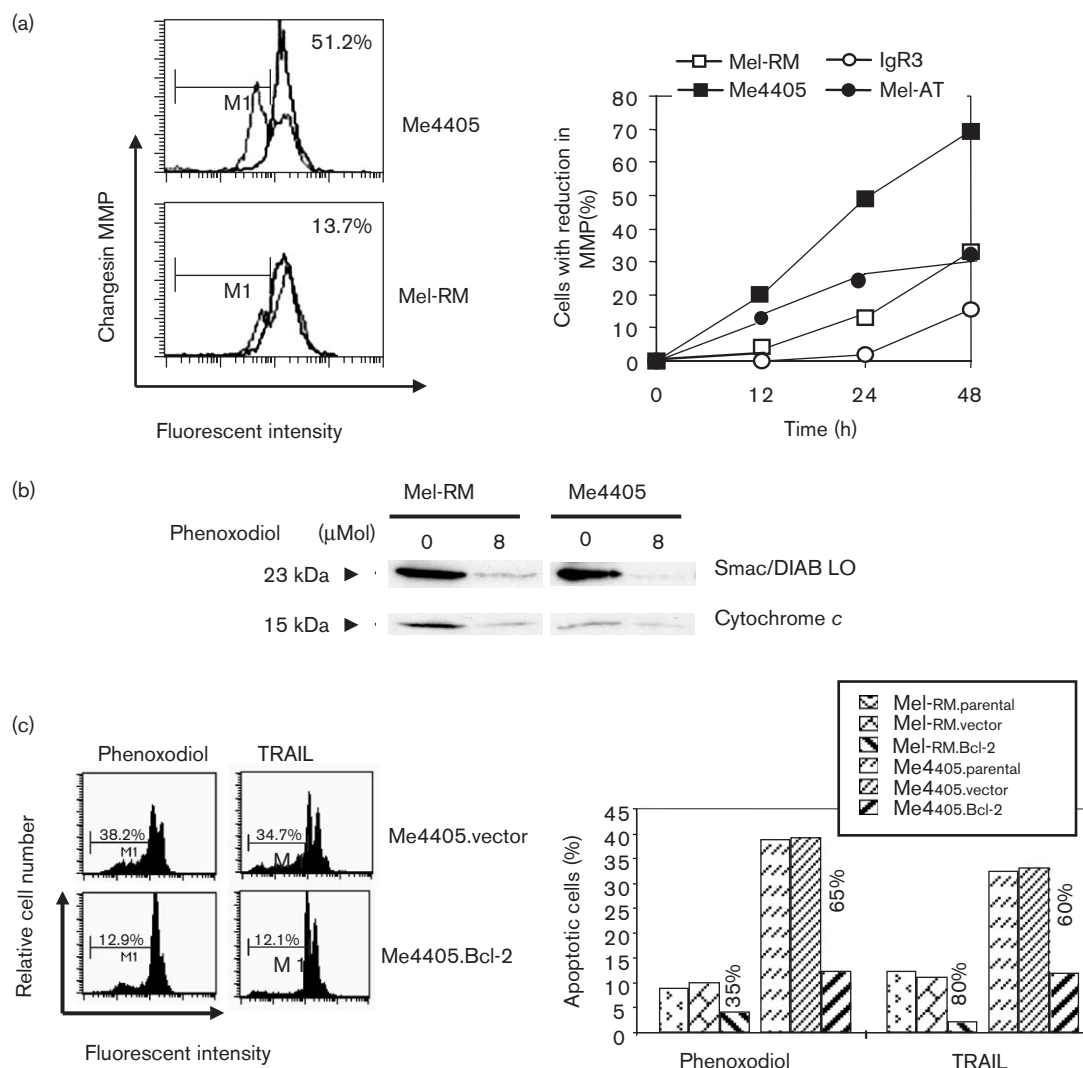 (a)
51.2%
M1
Me4405
13.7%
M1
Mel-RM
Changesin MMP
Fluorescent intensity
Mel-RM
IgR3
Me4405
Mel-AT
80
70
60
50
40
30
20
10
0
Cells with reduction in
MMP(%)
0 12 24 48
Time (h)
(b)
Mel-RM Me4405
Phenoxodiol (μMol) 0 8 0 8
23 kDa Smac/DIAB LO
15 kDa Cytochrome c
(c)
Phenoxodiol TRAIL
38.2%
M1
34.7%
M
Me4405.vector
12.9%
M1
12.1%
M 1
Me4405.Bcl-2
Relative cell number
Fluorescent intensity
Mel-RM.parental
Mel-RM.vector
Mel-RM.Bcl-2
Me4405.parental
Me4405.vector
Me4405.Bcl-2
45
40
35
30
25
20
15
10
5
0
Apoptotic cells (%)
35%
65%
80%
60%
Phenoxodiol TRAIL